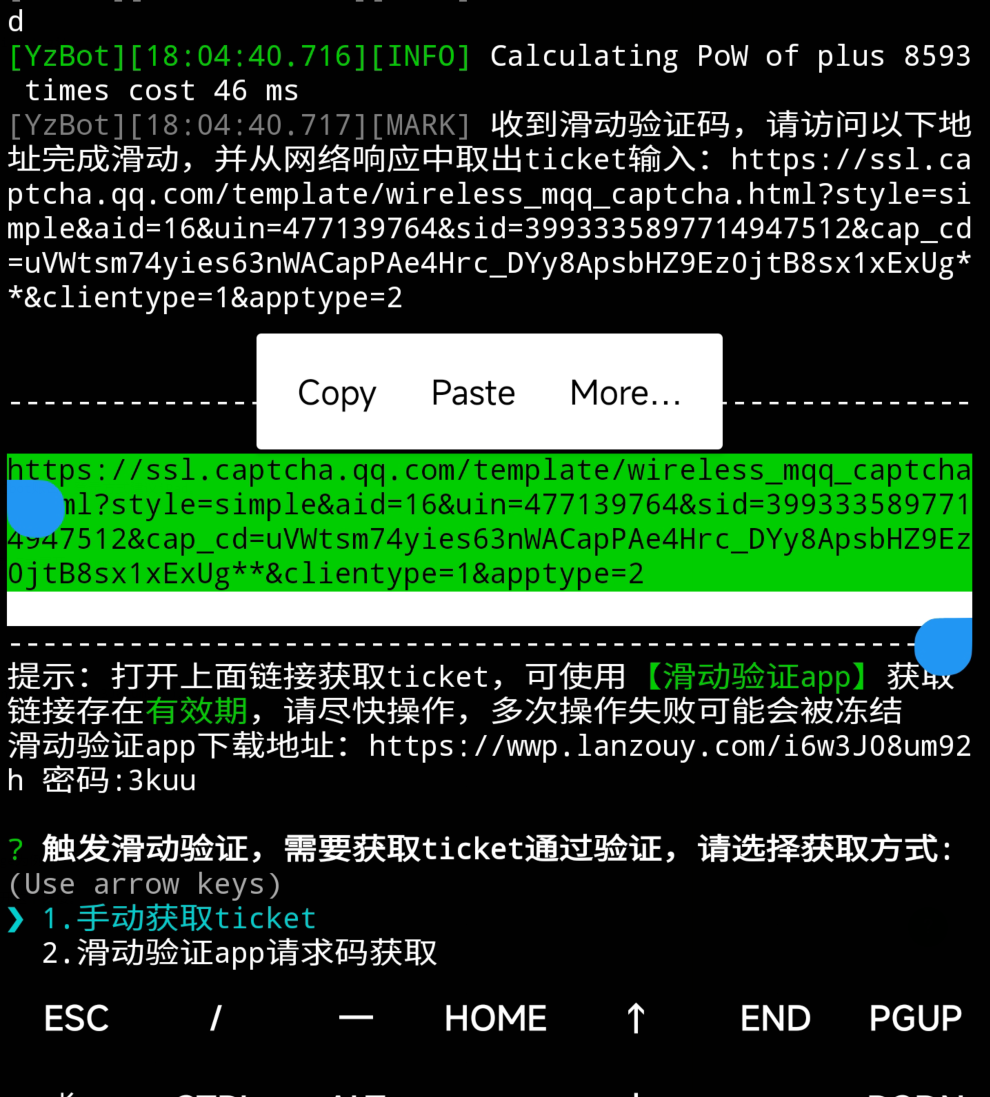 d
[YzBot][18:04:40.716][INFO] Calculating PoW of plus 8593
times cost 46 ms
[YzBot][18:04:40.717][MARK] 收到滑动验证码，请访问以下地
址完成滑动，并从网络响应中取出ticket输入：https://ssl.ca
ptcha.qq.com/template/wireless_mqq_captcha.html?style=si
mple&aid=16&uin=477139764&sid=3993335897714947512&cap_cd
=uVWtsm74yies63nWACapPAe4Hrc_DYy8ApsbHZ9EzOjtB8sx1xExUg*
*&clientype=1&apptype=2
Copy Paste More...
--------------------------------------------------------
https://ssl.captcha.qq.com/template/wireless_mqq_captcha
ml?style=simple&aid=16&uin=477139764&sid=399333589771
4947512&cap_cd=uVWtsm74yies63nWACapPAe4Hrc_DYy8ApsbHZ9Ez
OjtB8sx1xExUg**&clientype=1&apptype=2
--------------------------------------------------------
提示：打开上面链接获取ticket，可使用【滑动验证app】获取
链接存在有效期，请尽快操作，多次操作失败可能会被冻结
滑动验证app下载地址：https://wwp.lanzouy.com/i6w3J08um92
h 密码:3kuu
? 触发滑动验证，需要获取ticket通过验证，请选择获取方式:
(Use arrow keys)
❯ 1.手动获取ticket
2.滑动验证app请求码获取
ESC / — HOME ↑ END PGUP